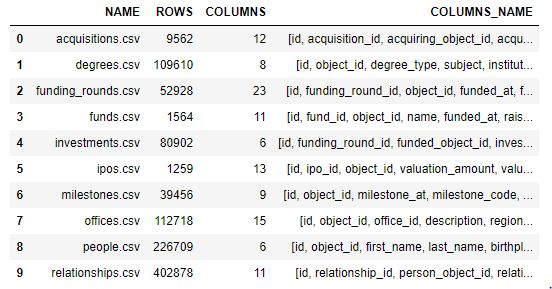 NAME ROWS COLUMNS COLUMNS_NAME
0 acquisitions.csv 9562 12 [id, acquisition_id, acquiring_object_id, acqu...
1 degrees.csv 109610 8 [id, object_id, degree_type, subject, institut...
2 funding_rounds.csv 52928 23 [id, funding_round_id, object_id, funded_at, f...
3 funds.csv 1564 11 [id, fund_id, object_id, name, funded_at, rais...
4 investments.csv 80902 6 [id, funding_round_id, funded_object_id, inves...
5 ipos.csv 1259 13 [id, ipo_id, object_id, valuation_amount, valu...
6 milestones.csv 39456 9 [id, object_id, milestone_at, milestone_code, ...
7 offices.csv 112718 15 [id, object_id, office_id, description, region...
8 people.csv 226709 6 [id, object_id, first_name, last_name, birthpl...
9 relationships.csv 402878 11 [id, relationship_id, person_object_id, relati...
.